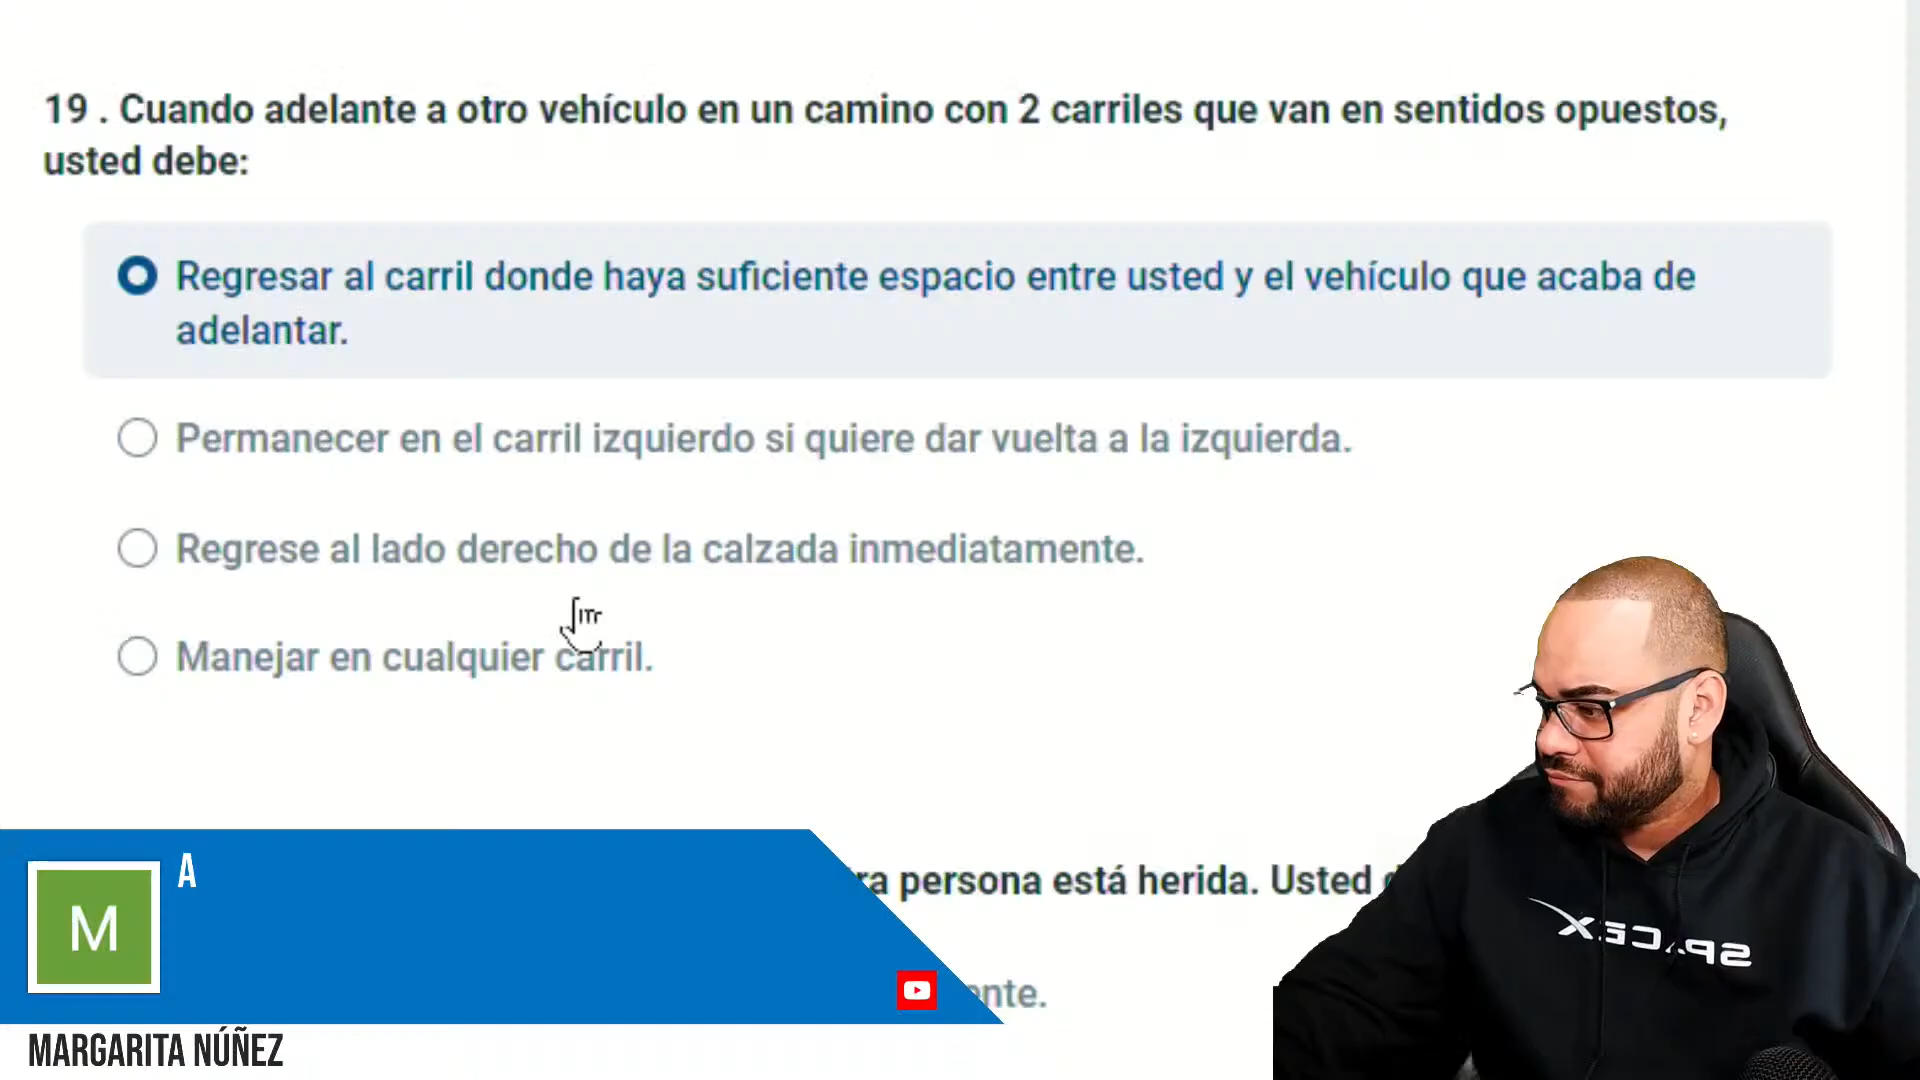 19 . Cuando adelante a otro vehículo en un camino con 2 carriles que van en sentidos opuestos,
usted debe:
Regresar al carril donde haya suficiente espacio entre usted y el vehículo que acaba de
adelantar.
Permanecer en el carril izquierdo si quiere dar vuelta a la izquierda.
Regrese al lado derecho de la calzada inmediatamente.
Manejar en cualquier carril.
A
M
persona está herida. Usted
SPACEX
MARGARITA NÚÑEZ